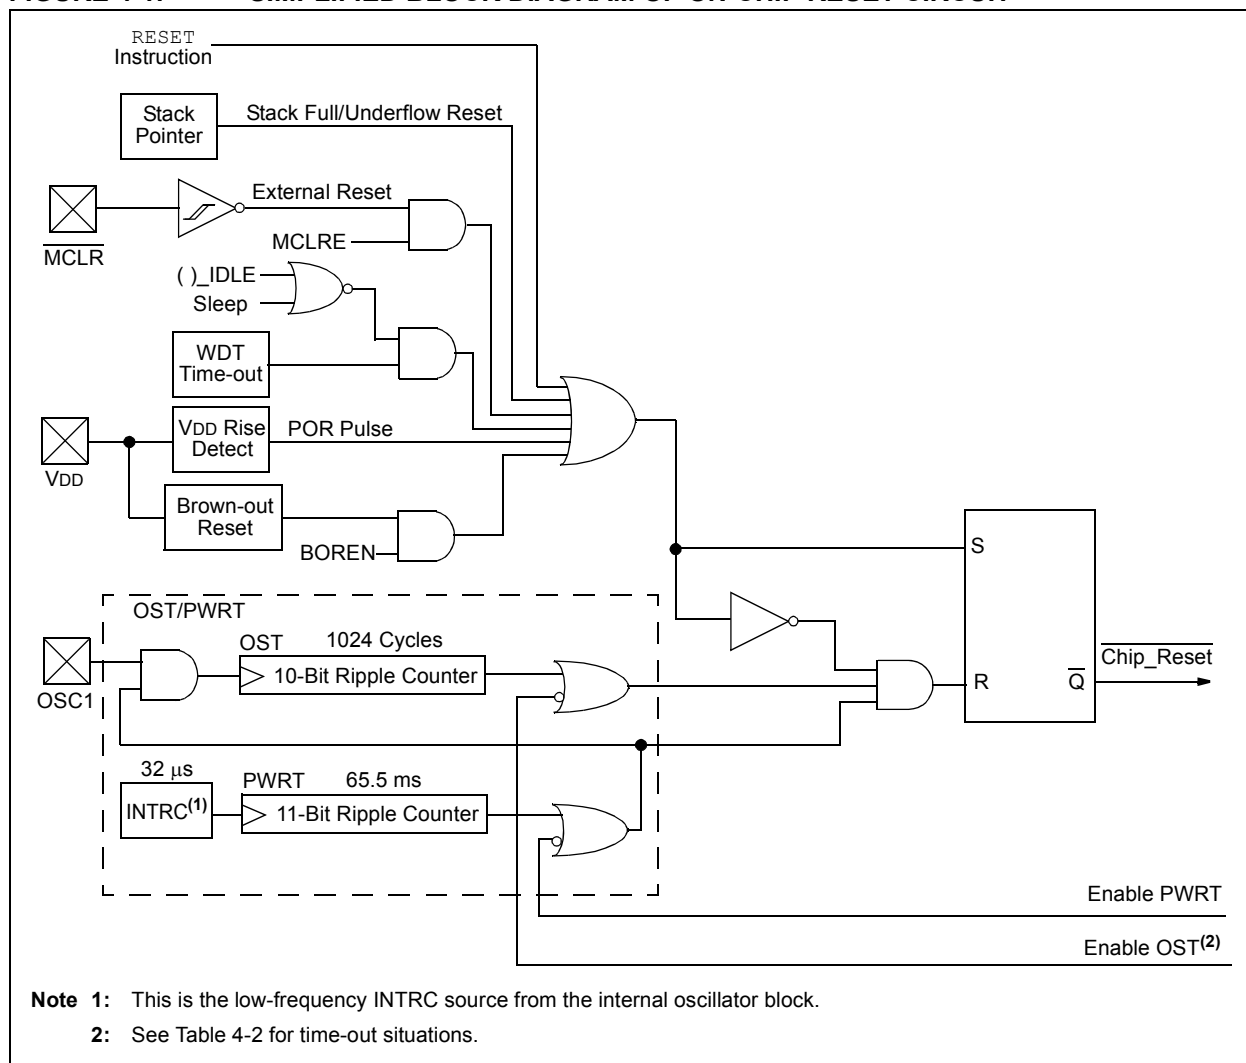 RESET
Instruction
Stack
Pointer
Stack Full/Underflow Reset
External Reset
MCLR
MCLRE
( )_IDLE
Sleep
WDT
Time-out
VDD Rise
Detect
POR Pulse
VDD
Brown-out
Reset
BOREN
S
OST/PWRT
OST
1024 Cycles
10-Bit Ripple Counter
OSC1
R
Q
Chip_Reset
32 μs
INTRC(1)
PWRT
65.5 ms
11-Bit Ripple Counter
Enable PWRT
Enable OST(2)
Note 1: This is the low-frequency INTRC source from the internal oscillator block.
2: See Table 4-2 for time-out situations.